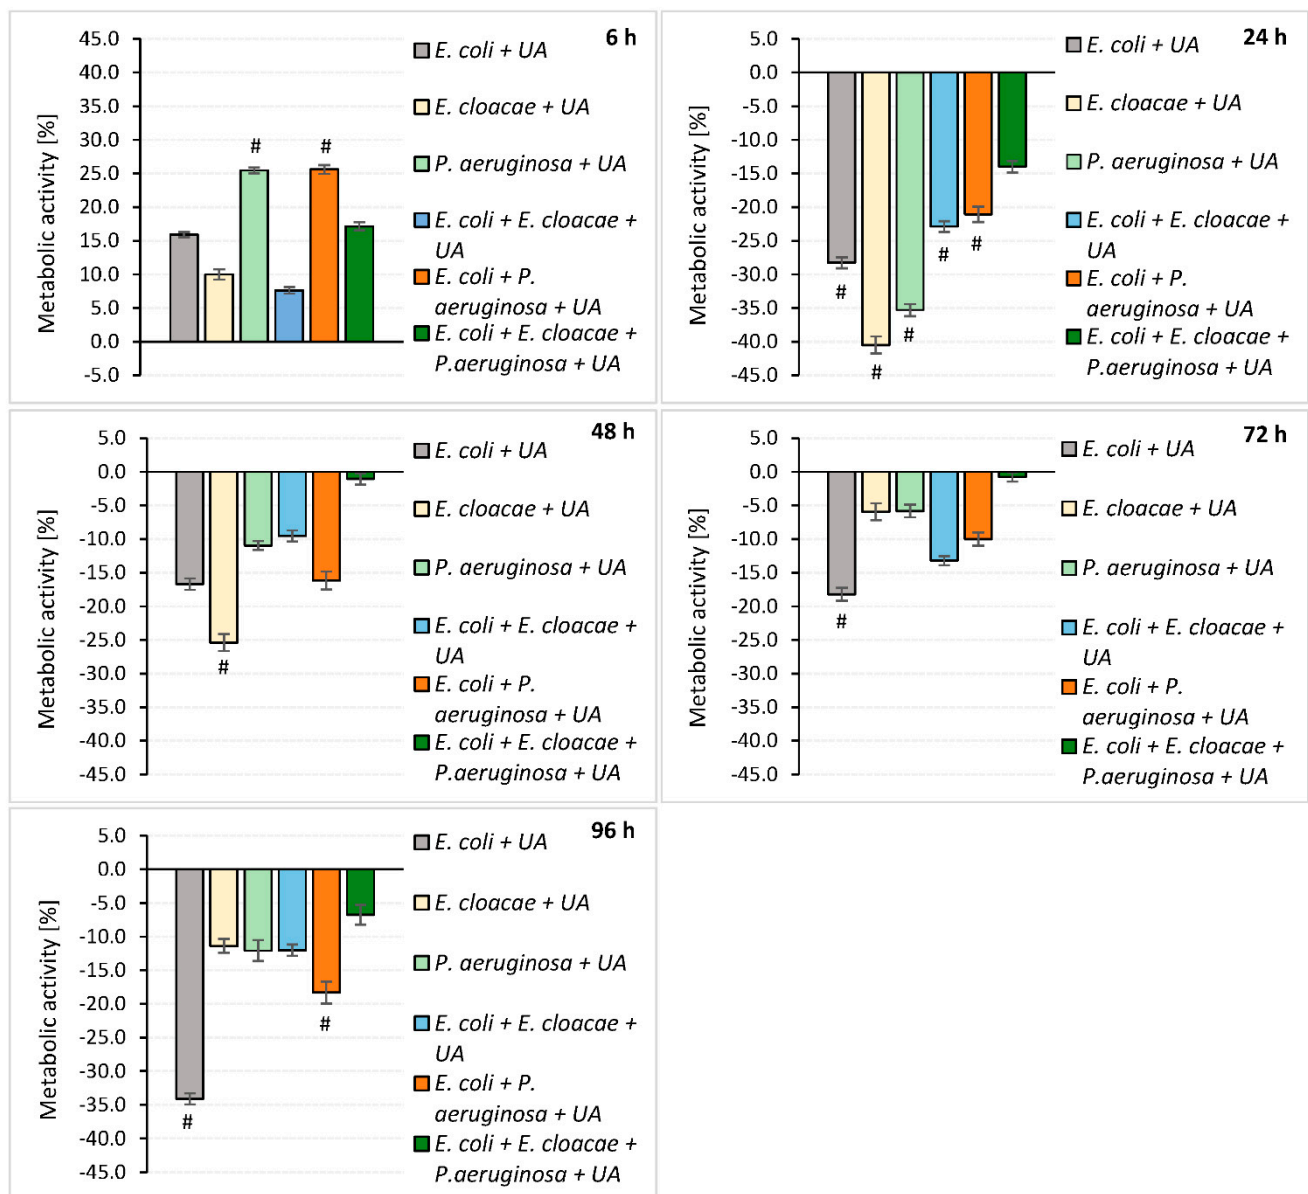 6 h
Metabolic activity [%]
45.0
40.0
35.0
30.0
25.0
20.0
15.0
10.0
5.0
0.0
-5.0
#
#
E. coli + UA
E. cloacae + UA
P. aeruginosa + UA
E. coli + E. cloacae +
UA
E. coli + P.
aeruginosa + UA
E. coli + E. cloacae +
P.aeruginosa + UA
24 h
Metabolic activity [%]
5.0
0.0
-5.0
-10.0
-15.0
-20.0
-25.0
-30.0
-35.0
-40.0
-45.0
#
#
#
#
#
E. coli + UA
E. cloacae + UA
P. aeruginosa + UA
E. coli + E. cloacae +
UA
E. coli + P.
aeruginosa + UA
E. coli + E. cloacae +
P.aeruginosa + UA
48 h
Metabolic activity [%]
5.0
0.0
-5.0
-10.0
-15.0
-20.0
-25.0
-30.0
-35.0
-40.0
-45.0
#
E. coli + UA
E. cloacae + UA
P. aeruginosa + UA
E. coli + E. cloacae +
UA
E. coli + P.
aeruginosa + UA
E. coli + E. cloacae +
P.aeruginosa + UA
72 h
Metabolic activity [%]
5.0
0.0
-5.0
-10.0
-15.0
-20.0
-25.0
-30.0
-35.0
-40.0
-45.0
#
E. coli + UA
E. cloacae + UA
P. aeruginosa + UA
E. coli + E. cloacae +
UA
E. coli + P.
aeruginosa + UA
E. coli + E. cloacae +
P.aeruginosa + UA
96 h
Metabolic activity [%]
5.0
0.0
-5.0
-10.0
-15.0
-20.0
-25.0
-30.0
-35.0
-40.0
-45.0
#
#
E. coli + UA
E. cloacae + UA
P. aeruginosa + UA
E. coli + E. cloacae +
UA
E. coli + P.
aeruginosa + UA
E. coli + E. cloacae +
P.aeruginosa + UA